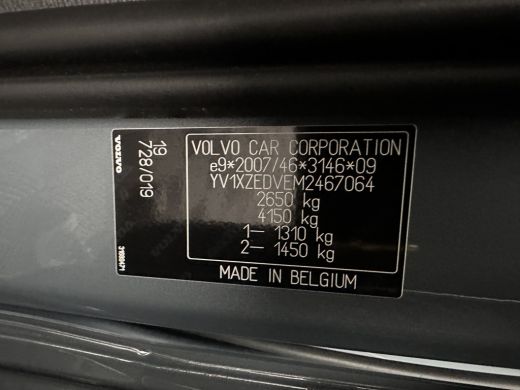 VOLVO CAR CORPORATION
e9*2007/46*3146*09
YV1XZEDVEM2467064
2650 kg
4150 kg
1– 1310 kg
2– 1450 kg
MADE IN BELGIUM
VOLVO
19
728/019